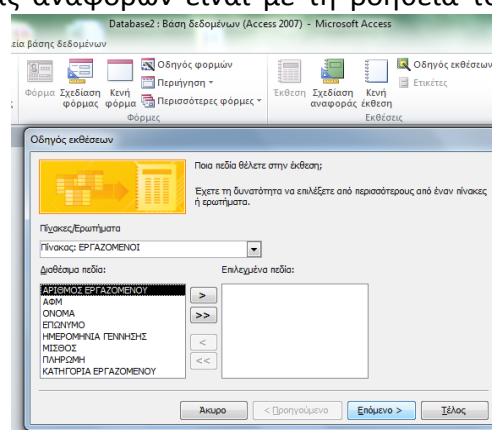 ας αναφορών είναι με τη βοήθεια το
Database2 : Βάση δεδομένων (Access 2007) - Microsoft Access
εία βάσης δεδομένων
Φόρμα
Σχεδίαση φόρμας
Κενή φόρμα
Οδηγός φορμών
Περιήγηση
Περισσότερες φόρμες
Φόρμες
Έκθεση
Σχεδίαση αναφοράς
Κενή έκθεση
Οδηγός εκθέσεων
Ετικέτες
Εκθέσεις
Οδηγός εκθέσεων
Ποια πεδία θέλετε στην έκθεση;
Έχετε τη δυνατότητα να επιλέξετε από περισσότερους από έναν πίνακες
ή ερωτήματα.
Πίνακες/Ερωτήματα
Πίνακας: ΕΡΓΑΖΟΜΕΝΟΙ
Διαθέσιμα πεδία:
Επιλεγμένα πεδία:
ΑΡΙΘΜΟΣ ΕΡΓΑΖΟΜΕΝΟΥ
ΑΦΜ
ΟΝΟΜΑ
ΕΠΩΝΥΜΟ
ΗΜΕΡΟΜΗΝΙΑ ΓΕΝΝΗΣΗΣ
ΜΙΣΘΟΣ
ΠΛΗΡΩΜΗ
ΚΑΤΗΓΟΡΙΑ ΕΡΓΑΖΟΜΕΝΟΥ
>
>>
<
<<
Άκυρο
< Προηγούμενο
Επόμενο >
Τέλος